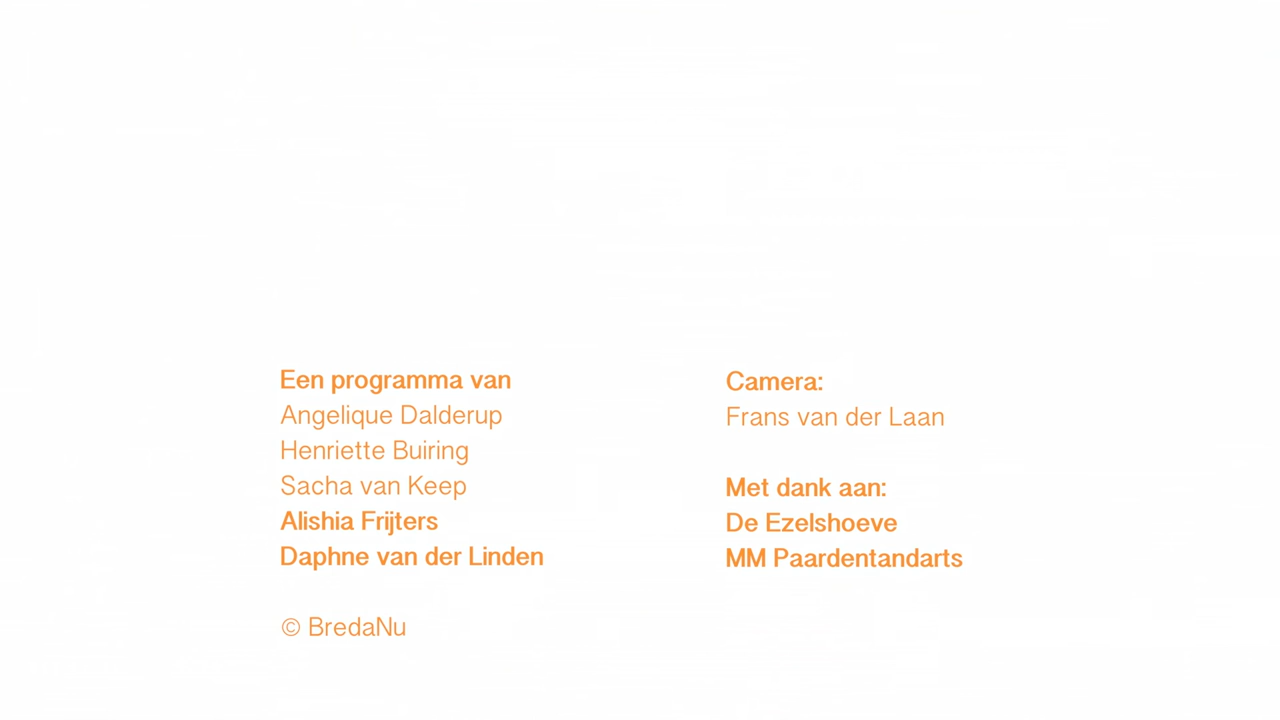 Een programma van
Angelique Dalderup
Henriette Buiring
Sacha van Keep
Alishia Frijters
Daphne van der Linden
© BredaNu
Camera:
Frans van der Laan
Met dank aan:
De Ezelshoeve
MM Paardentandarts